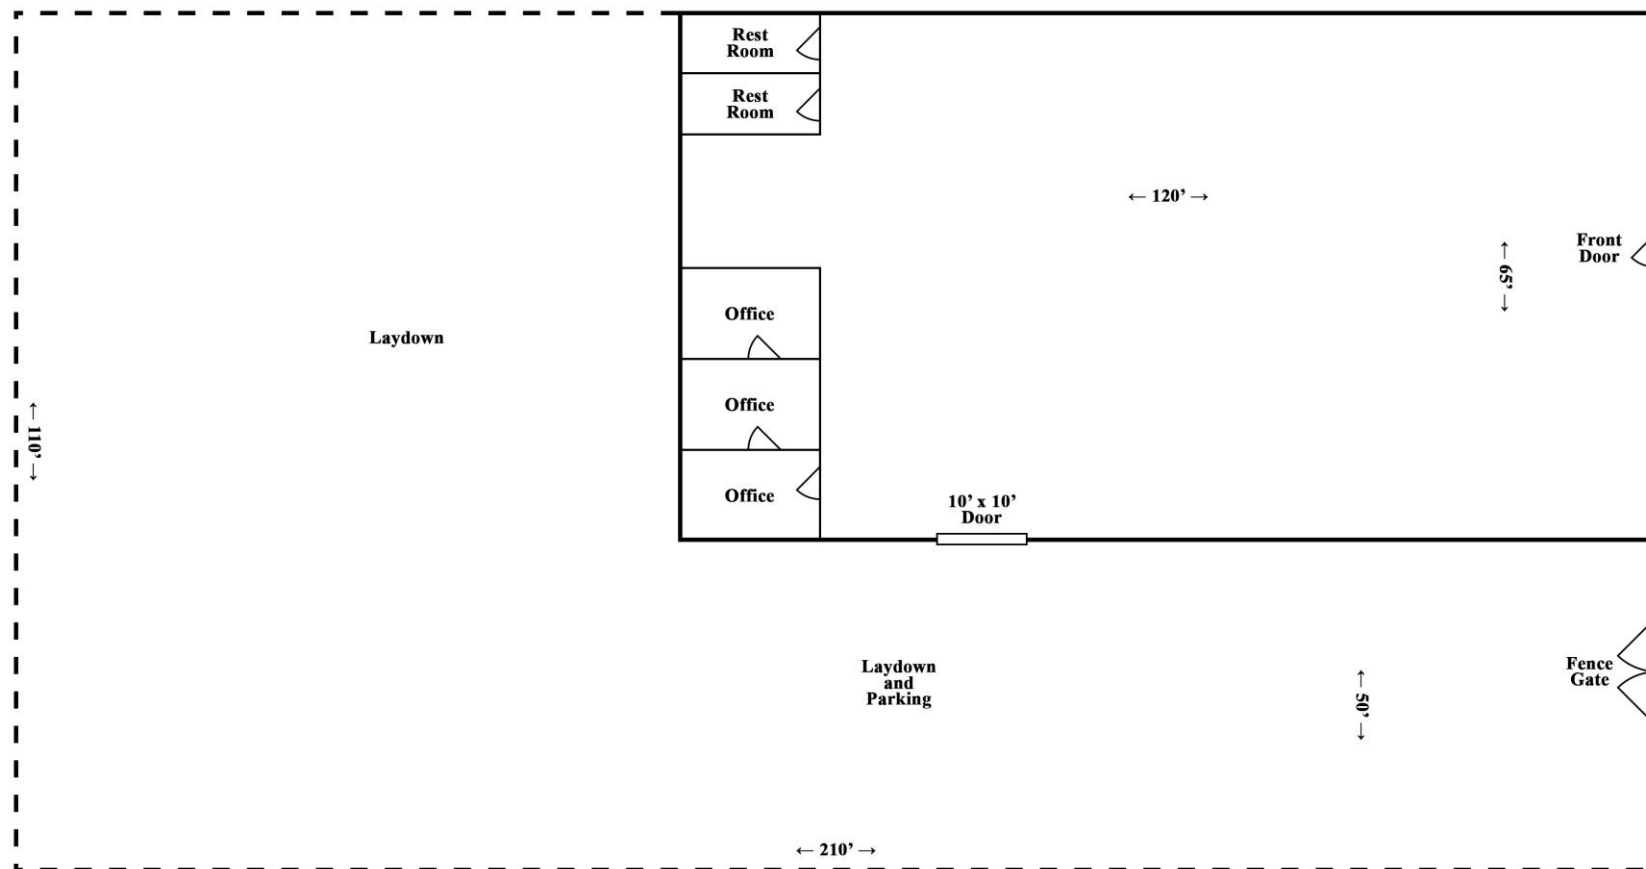 Rest
Room
Rest
Room
← 120’ →
Front
Door
← 65’ →
Office
Laydown
Office
← 110’ →
Office
10’ x 10’
Door
Laydown
and
Parking
Fence
Gate
← 50’ →
← 210’ →